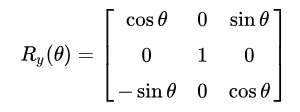 R_y(θ) = [ cos θ 0 sin θ
0 1 0
− sin θ 0 cos θ ]